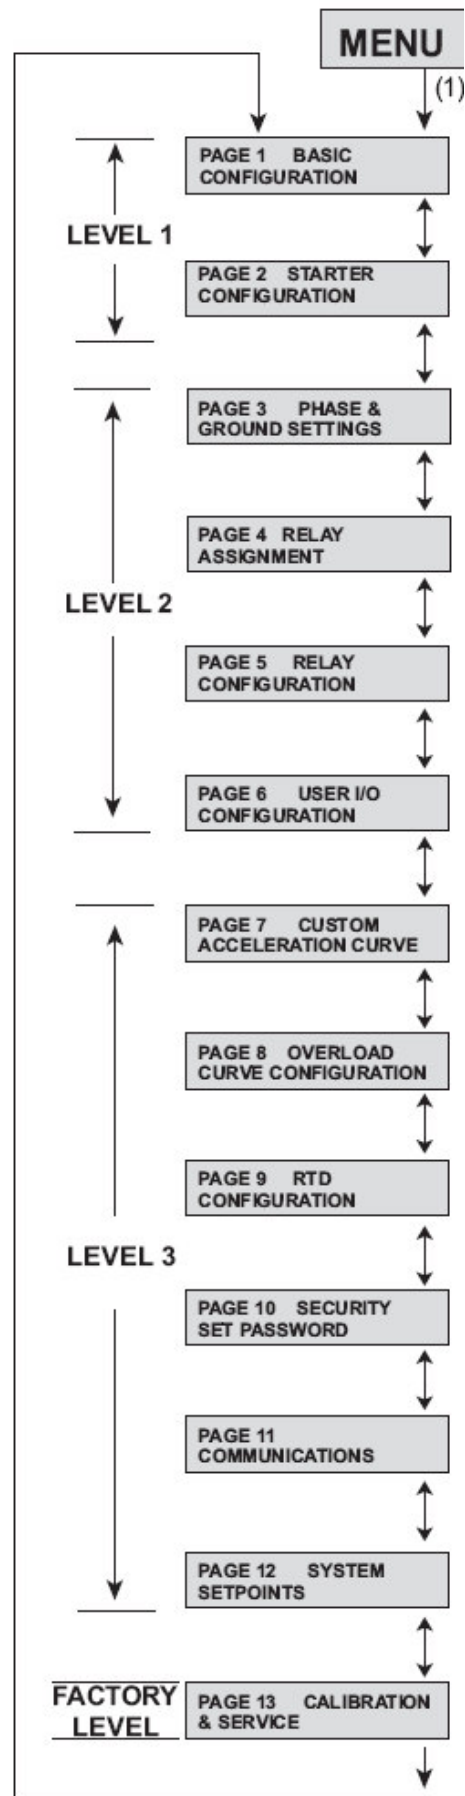 MENU
(1)
PAGE 1 BASIC
CONFIGURATION
LEVEL 1
PAGE 2 STARTER
CONFIGURATION
PAGE 3 PHASE &
GROUND SETTINGS
PAGE 4 RELAY
ASSIGNMENT
LEVEL 2
PAGE 5 RELAY
CONFIGURATION
PAGE 6 USER I/O
CONFIGURATION
PAGE 7 CUSTOM
ACCELERATION CURVE
PAGE 8 OVERLOAD
CURVE CONFIGURATION
PAGE 9 RTD
CONFIGURATION
LEVEL 3
PAGE 10 SECURITY
SET PASSWORD
PAGE 11
COMMUNICATIONS
PAGE 12 SYSTEM
SETPOINTS
FACTORY
LEVEL
PAGE 13 CALIBRATION
& SERVICE